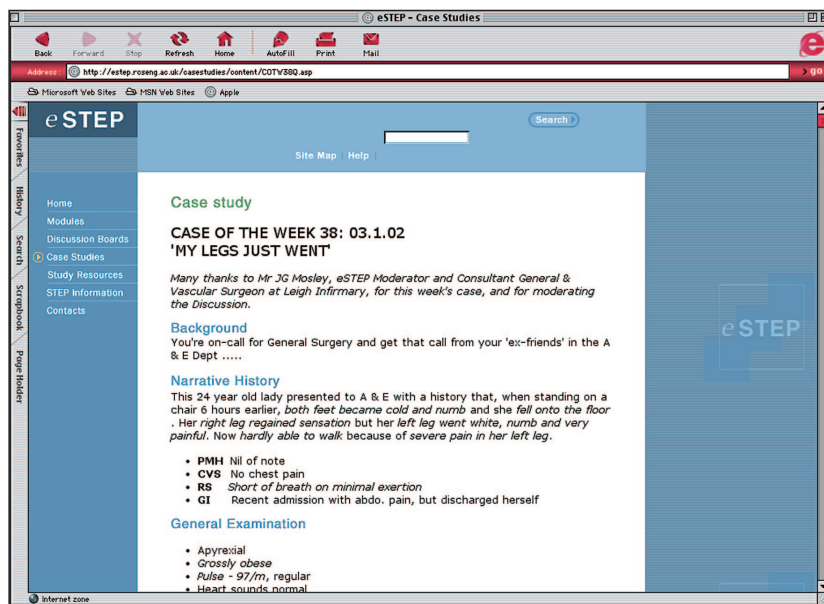 eSTEP - Case Studies
Back Forward Stop Refresh Home AutoFill Print Mail
Address: http://estep.roseng.ac.uk/casestudies/content/COTW38Q.asp go
Microsoft Web Sites MSN Web Sites Apple
Favorites
History
Search
Scrapbook
Page Holder
eSTEP
Search
Site Map | Help |
Home
Modules
Discussion Boards
Case Studies
Study Resources
STEP Information
Contacts
Case study
CASE OF THE WEEK 38: 03.1.02
'MY LEGS JUST WENT'
Many thanks to Mr JG Mosley, eSTEP Moderator and Consultant General &
Vascular Surgeon at Leigh Infirmary, for this week's case, and for moderating
the Discussion.
Background
You're on-call for General Surgery and get that call from your 'ex-friends' in the A
& E Dept .....
Narrative History
This 24 year old lady presented to A & E with a history that, when standing on a
chair 6 hours earlier, both feet became cold and numb and she fell onto the floor
. Her right leg regained sensation but her left leg went white, numb and very
painful. Now hardly able to walk because of severe pain in her left leg.
• PMH Nil of note
• CVS No chest pain
• RS Short of breath on minimal exertion
• GI Recent admission with abdo. pain, but discharged herself
General Examination
• Apyrexial
• Grossly obese
• Pulse - 97/m, regular
• Heart sounds normal
eSTEP
Internet zone